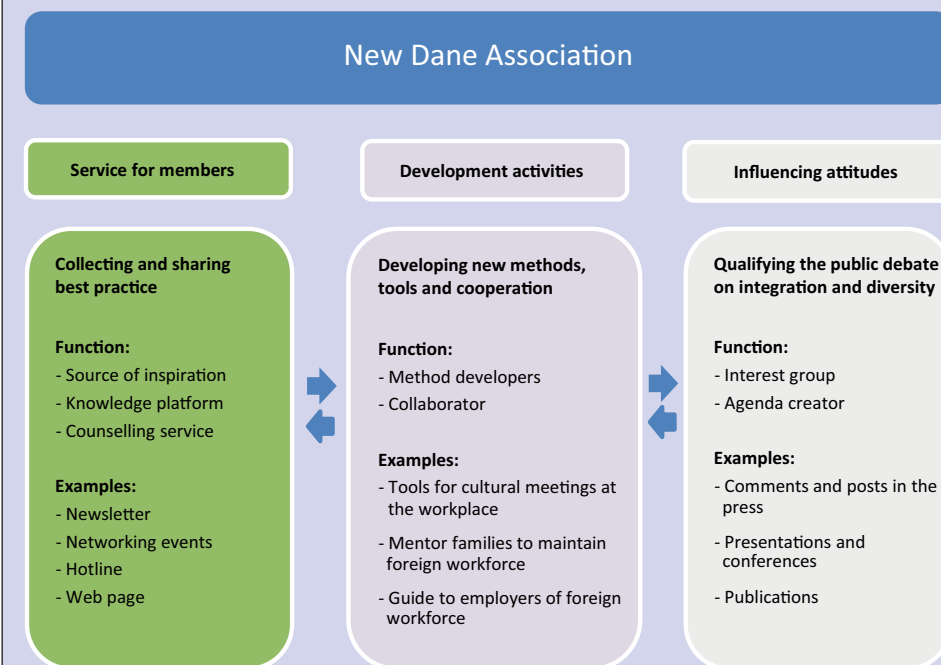 New Dane Association
Service for members
Collecting and sharing
best practice
Function:
- Source of inspiration
- Knowledge platform
- Counselling service
Examples:
- Newsletter
- Networking events
- Hotline
- Web page
Development activities
Developing new methods,
tools and cooperation
Function:
- Method developers
- Collaborator
Examples:
- Tools for cultural meetings at
the workplace
- Mentor families to maintain
foreign workforce
- Guide to employers of foreign
workforce
Influencing attitudes
Qualifying the public debate
on integration and diversity
Function:
- Interest group
- Agenda creator
Examples:
- Comments and posts in the
press
- Presentations and
conferences
- Publications